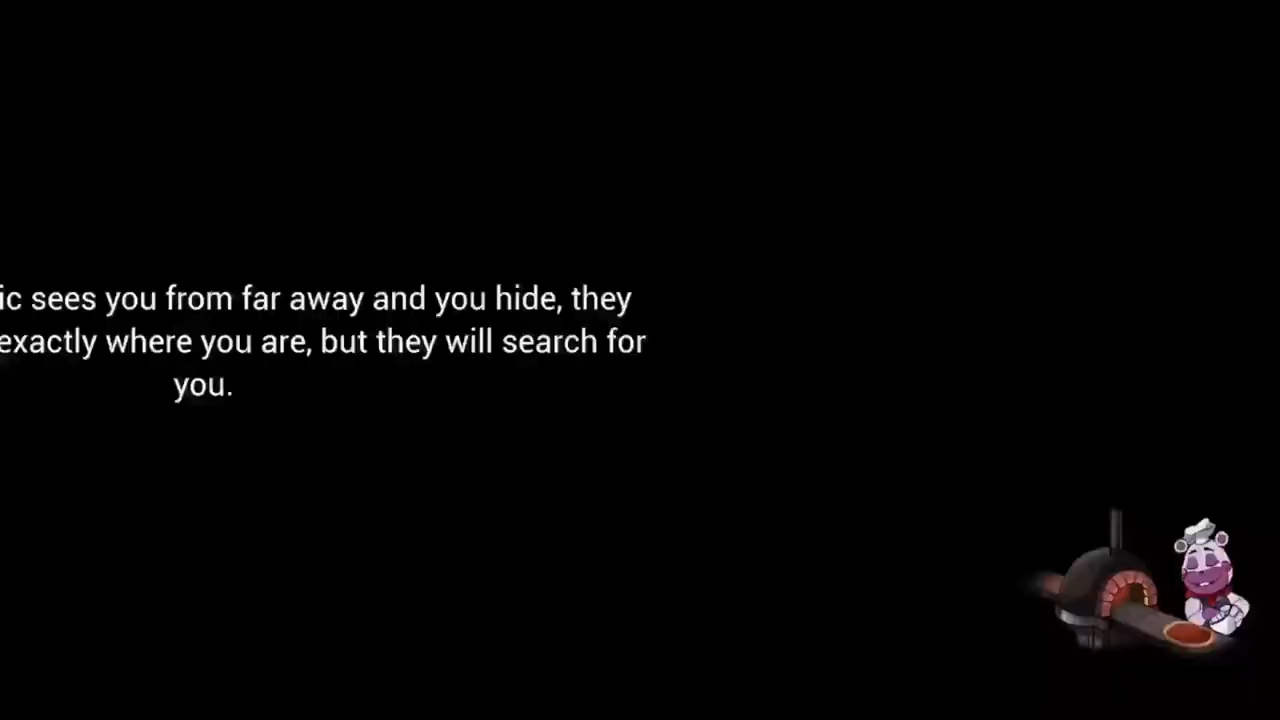 ic sees you from far away and you hide, they
exactly where you are, but they will search for
you.